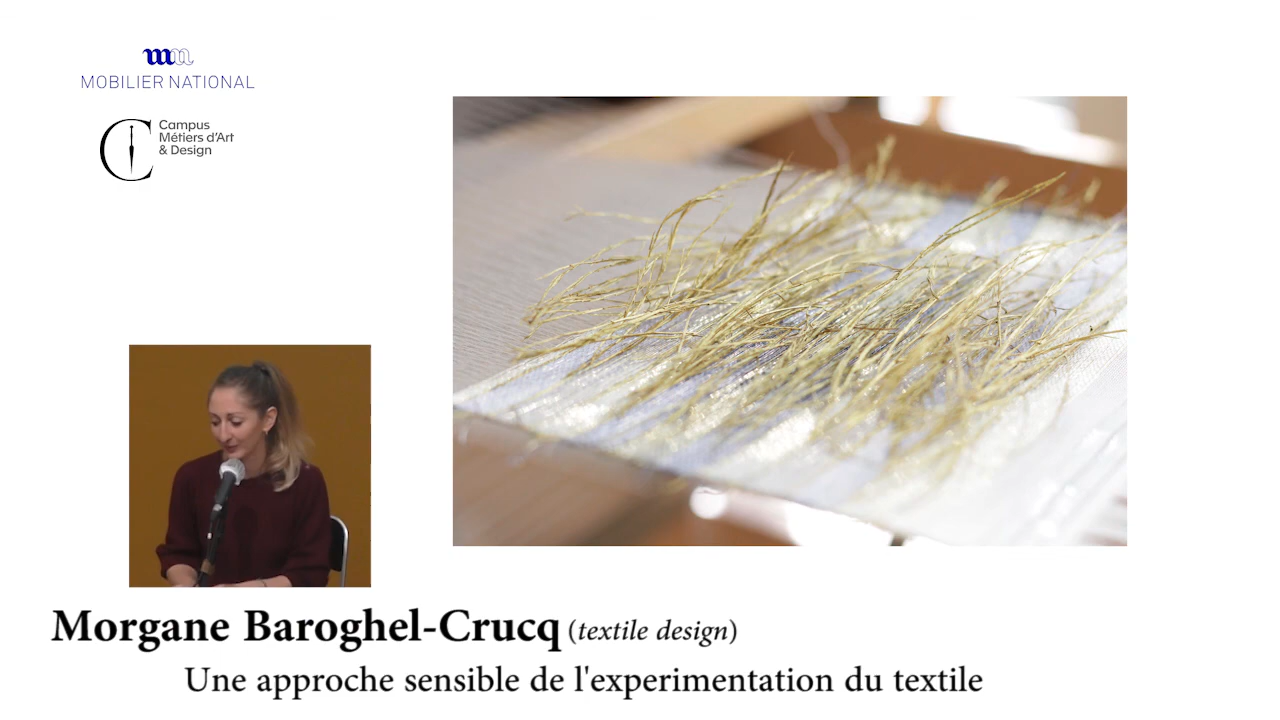 MOBILIER NATIONAL
Campus
Métiers d'Art
& Design
Morgane Baroghel-Crucq (textile design)
Une approche sensible de l'experimentation du textile